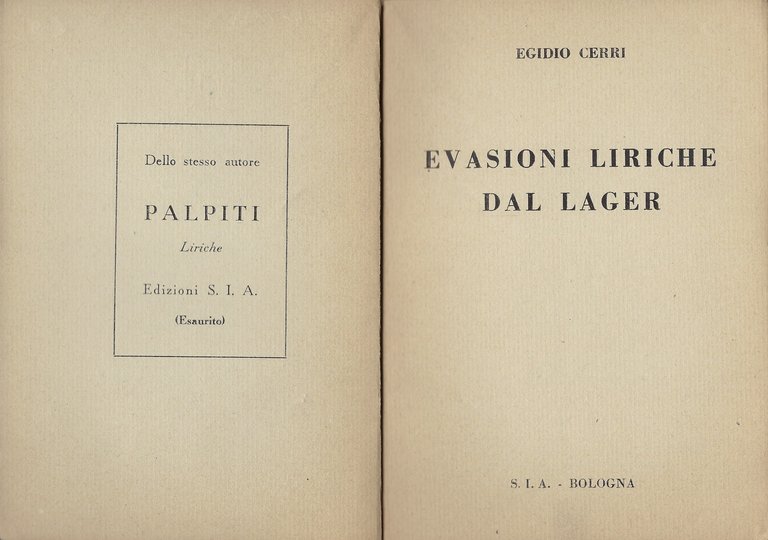 Dello stesso autore
PALPITI
Liriche
Edizioni S. I. A.
(Esaurito)
EGIDIO CERRI
EVASIONI LIRICHE
DAL LAGER
S. I. A. - BOLOGNA